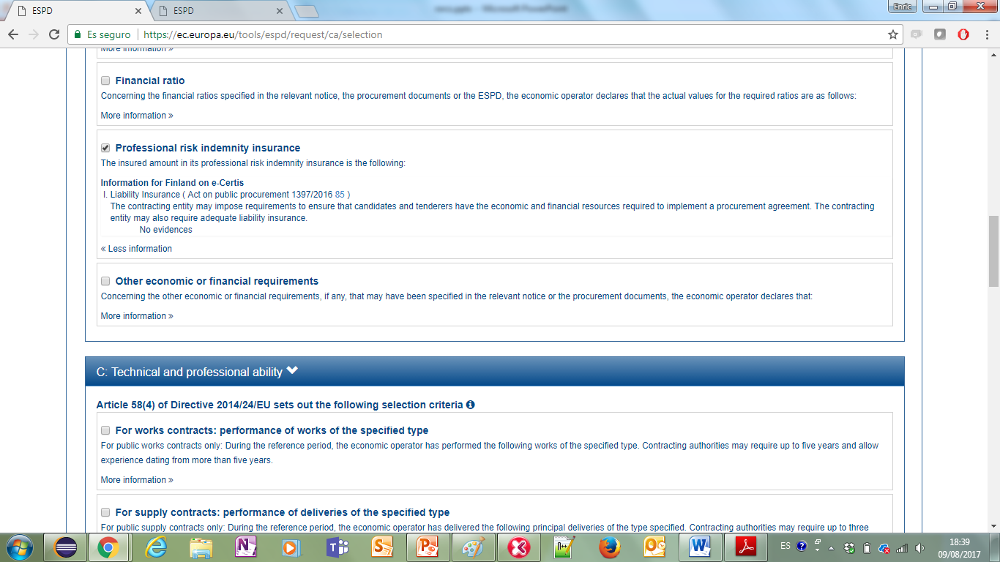 ESPD
ESPD
Microsoft PowerPoint
Enric
Es seguro
https://ec.europa.eu/tools/espd/request/ca/selection
More information »
Financial ratio
Concerning the financial ratios specified in the relevant notice, the procurement documents or the ESPD, the economic operator declares that the actual values for the required ratios are as follows:
More information »
Professional risk indemnity insurance
The insured amount in its professional risk indemnity insurance is the following:
Information for Finland on e-Certis
I. Liability Insurance ( Act on public procurement 1397/2016 85 )
The contracting entity may impose requirements to ensure that candidates and tenderers have the economic and financial resources required to implement a procurement agreement. The contracting
entity may also require adequate liability insurance.
No evidences
« Less information
Other economic or financial requirements
Concerning the other economic or financial requirements, if any, that may have been specified in the relevant notice or the procurement documents, the economic operator declares that:
More information »
C: Technical and professional ability
Article 58(4) of Directive 2014/24/EU sets out the following selection criteria
For works contracts: performance of works of the specified type
For public works contracts only: During the reference period, the economic operator has performed the following works of the specified type. Contracting authorities may require up to five years and allow
experience dating from more than five years.
More information »
For supply contracts: performance of deliveries of the specified type
For public supply contracts only: During the reference period, the economic operator has delivered the following principal deliveries of the type specified. Contracting authorities may require up to three
ES
18:39
09/08/2017